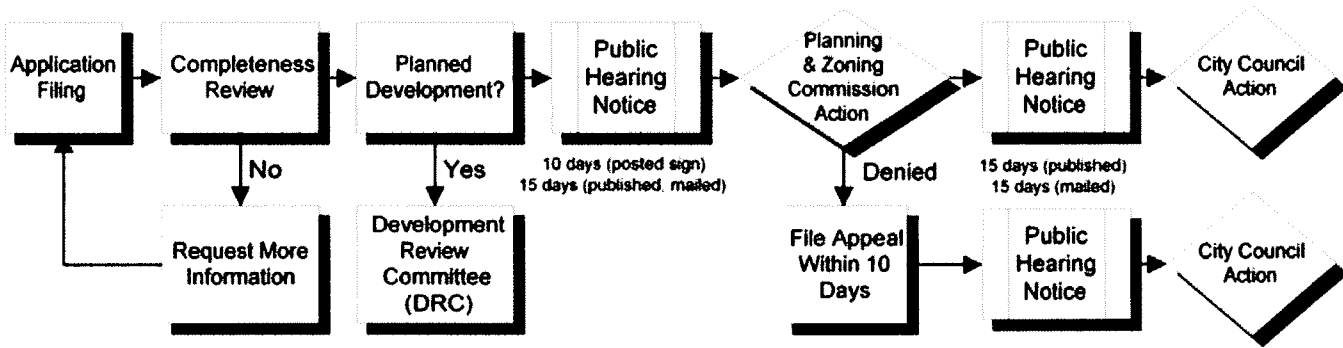 Application
Filing
Completeness
Review
Planned
Development?
Public
Hearing
Notice
Planning
& Zoning
Commission
Action
Public
Hearing
Notice
City Council
Action
No
Yes
10 days (posted sign)
15 days (published, mailed)
Denied
15 days (published)
15 days (mailed)
Request More
Information
Development
Review
Committee
(DRC)
File Appeal
Within 10
Days
Public
Hearing
Notice
City Council
Action